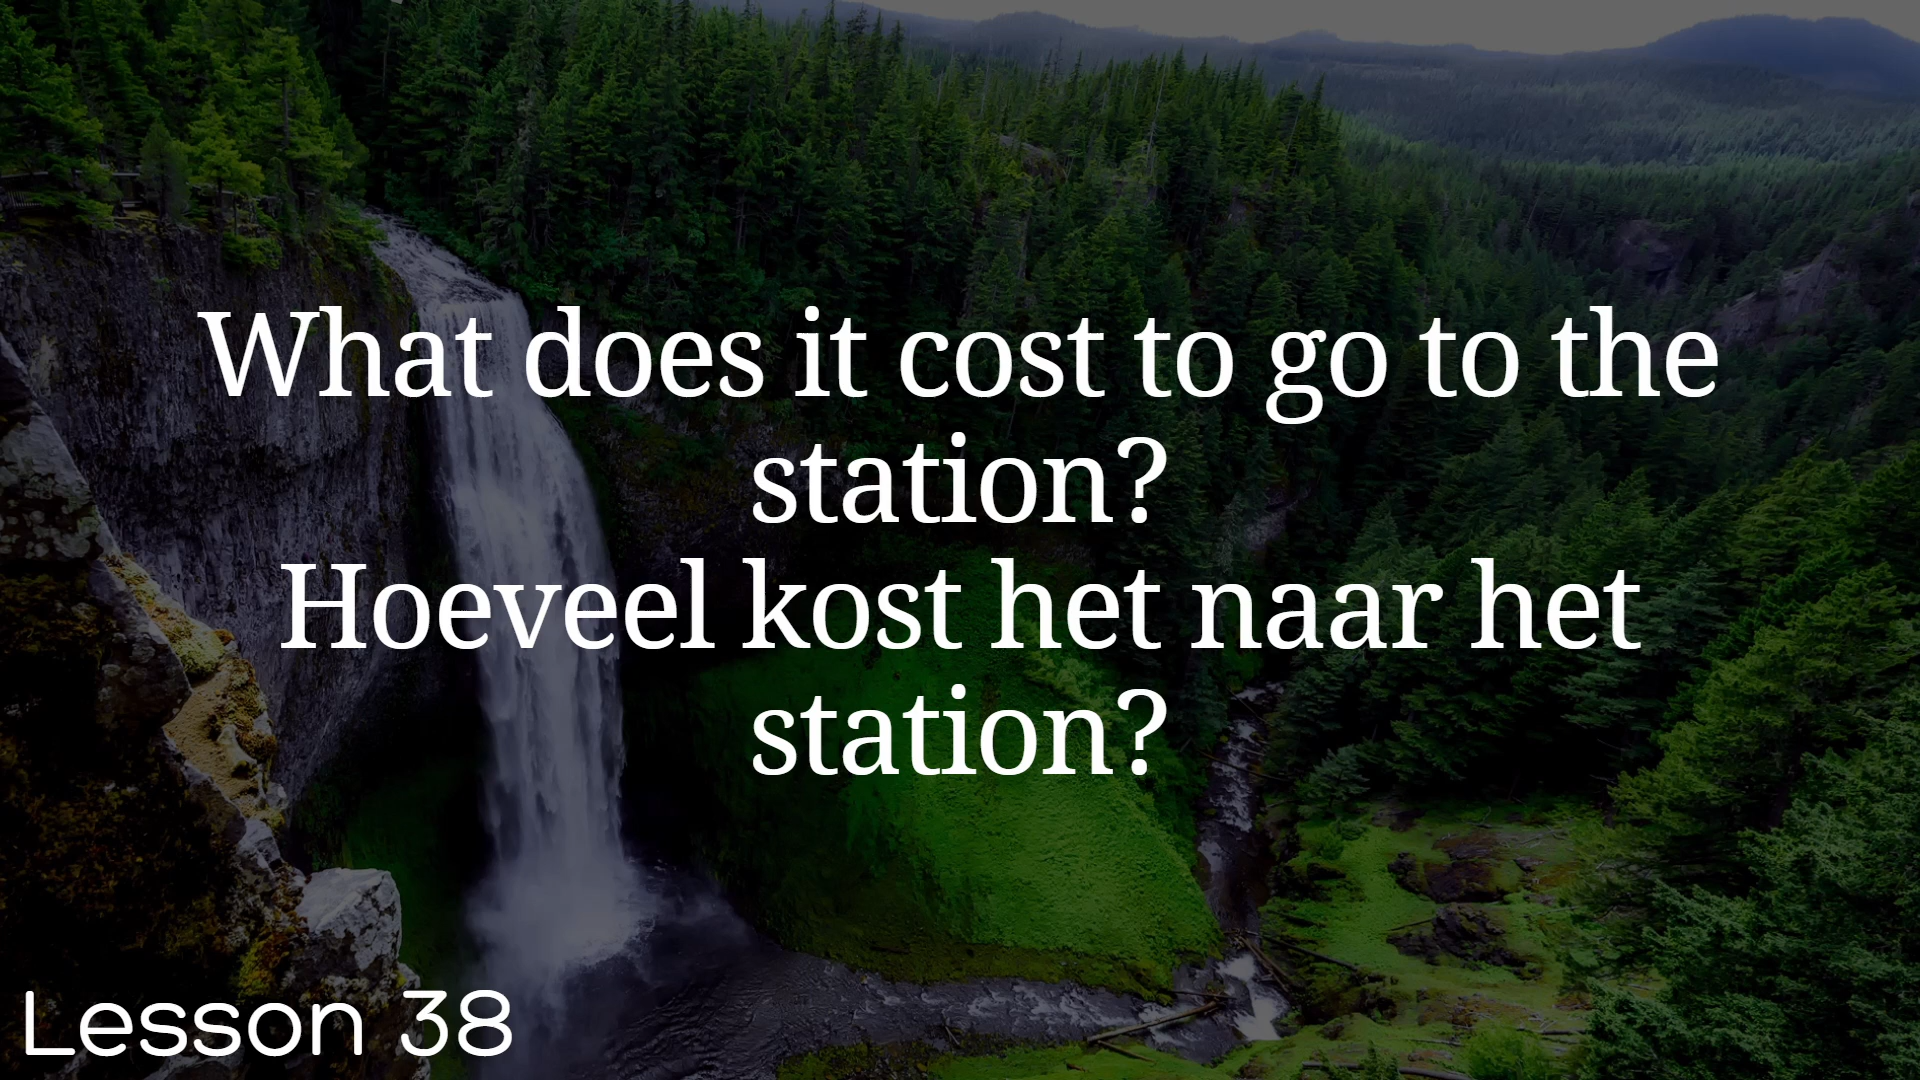 What does it cost to go to the
station?
Hoeveel kost het naar het
station?
Lesson 38